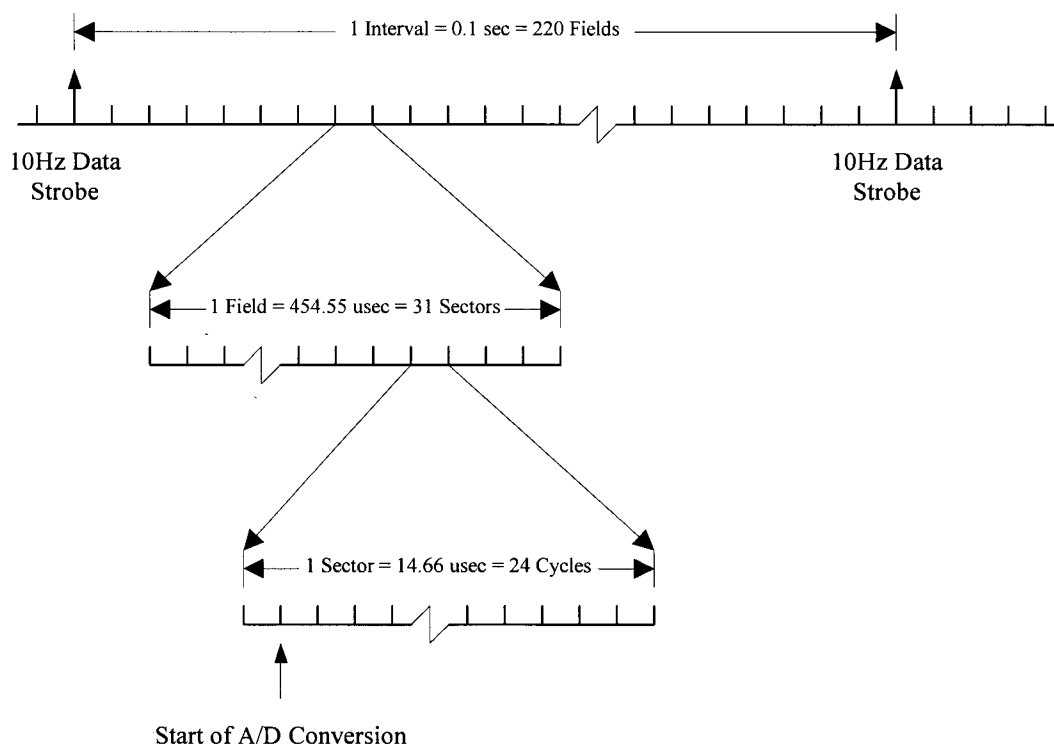 1 Interval = 0.1 sec = 220 Fields
10Hz Data
Strobe
10Hz Data
Strobe
1 Field = 454.55 usec = 31 Sectors
1 Sector = 14.66 usec = 24 Cycles
Start of A/D Conversion